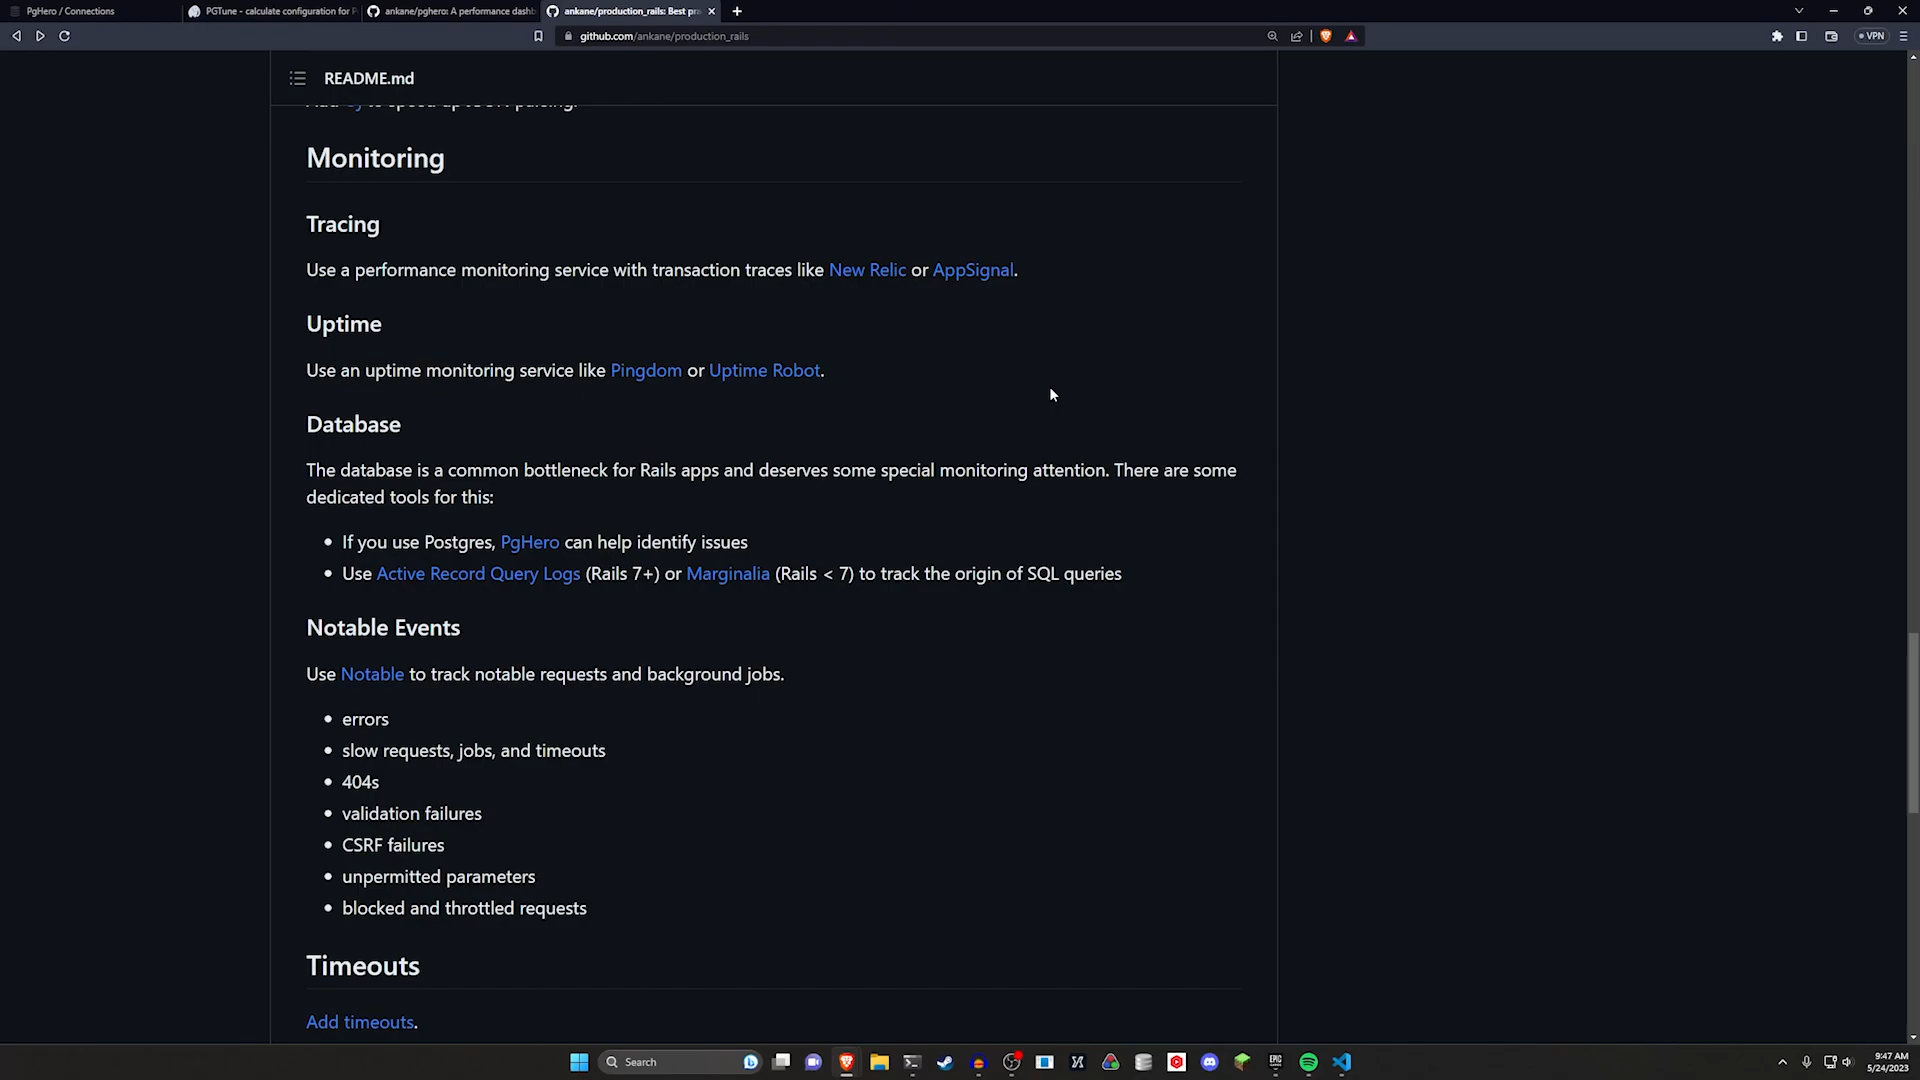 PgHero / Connections
PGTune - calculate configuration for P
ankane/pghero: A performance dashb
ankane/production_rails: Best pra
github.com/ankane/production_rails
VPN
README.md
Monitoring
Tracing
Use a performance monitoring service with transaction traces like New Relic or AppSignal.
Uptime
Use an uptime monitoring service like Pingdom or Uptime Robot.
Database
The database is a common bottleneck for Rails apps and deserves some special monitoring attention. There are some
dedicated tools for this:
• If you use Postgres, PgHero can help identify issues
• Use Active Record Query Logs (Rails 7+) or Marginalia (Rails < 7) to track the origin of SQL queries
Notable Events
Use Notable to track notable requests and background jobs.
• errors
• slow requests, jobs, and timeouts
• 404s
• validation failures
• CSRF failures
• unpermitted parameters
• blocked and throttled requests
Timeouts
Add timeouts.
Search
EPIC
9:47 AM
5/24/2023